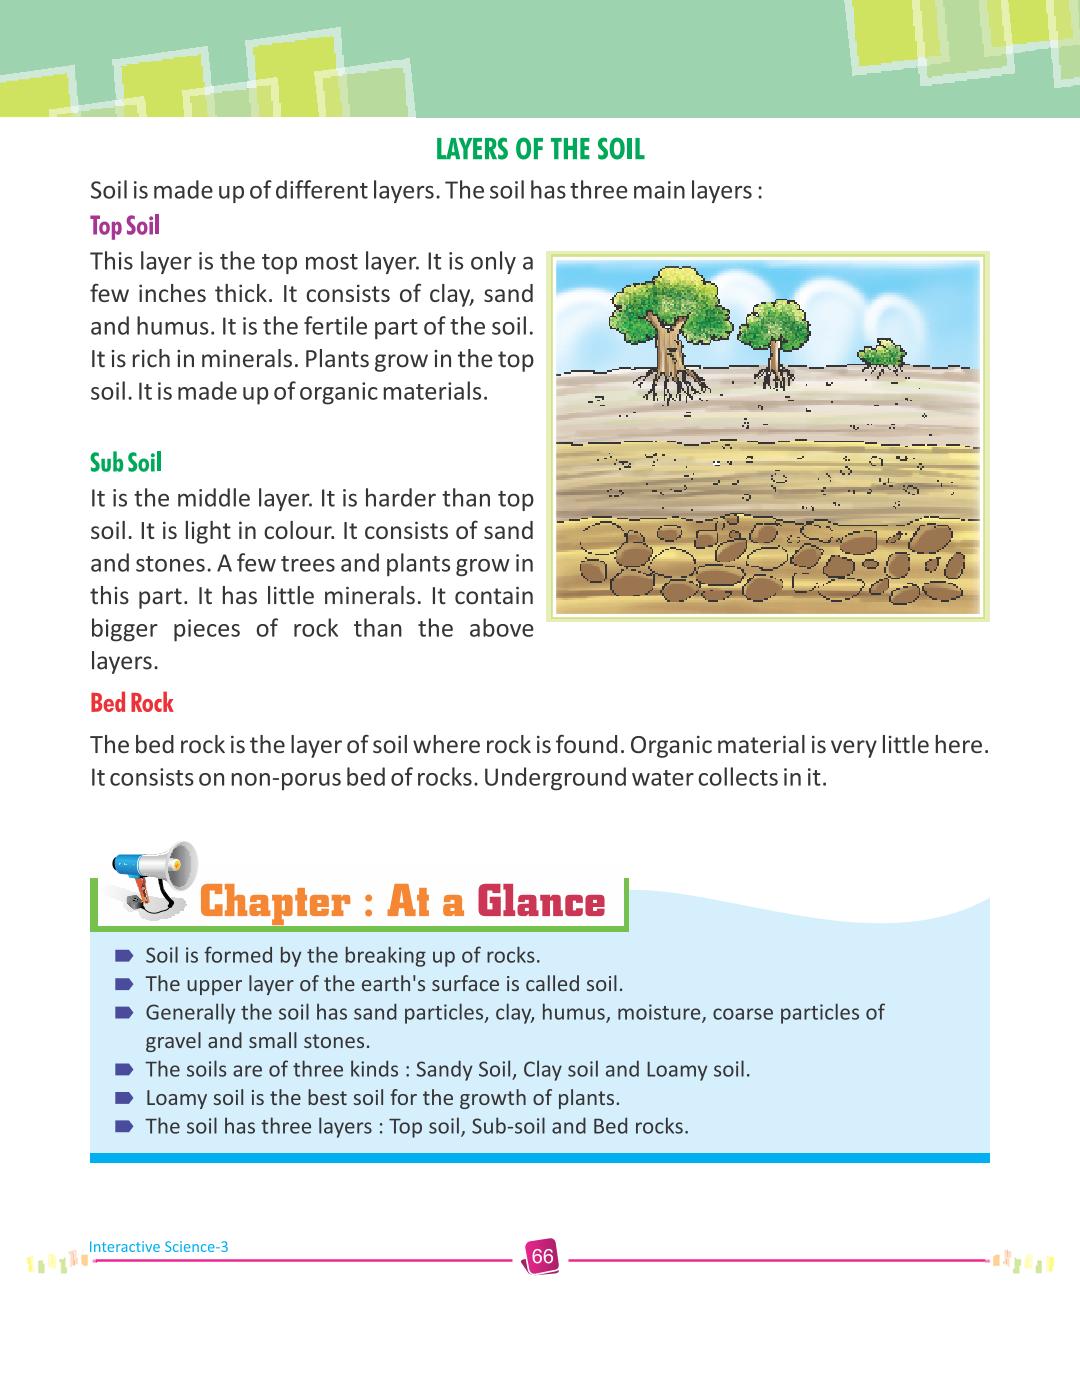 LAYERS OF THE SOIL
Soil is made up of different layers. The soil has three main layers :
Top Soil
This layer is the top most layer. It is only a
few inches thick. It consists of clay, sand
and humus. It is the fertile part of the soil.
It is rich in minerals. Plants grow in the top
soil. It is made up of organic materials.
Sub Soil
It is the middle layer. It is harder than top
soil. It is light in colour. It consists of sand
and stones. A few trees and plants grow in
this part. It has little minerals. It contain
bigger pieces of rock than the above
layers.
Bed Rock
The bed rock is the layer of soil where rock is found. Organic material is very little here.
It consists on non-porus bed of rocks. Underground water collects in it.
Chapter : At a Glance
Soil is formed by the breaking up of rocks.
The upper layer of the earth's surface is called soil.
Generally the soil has sand particles, clay, humus, moisture, coarse particles of
gravel and small stones.
The soils are of three kinds : Sandy Soil, Clay soil and Loamy soil.
Loamy soil is the best soil for the growth of plants.
The soil has three layers : Top soil, Sub-soil and Bed rocks.
Interactive Science-3
66